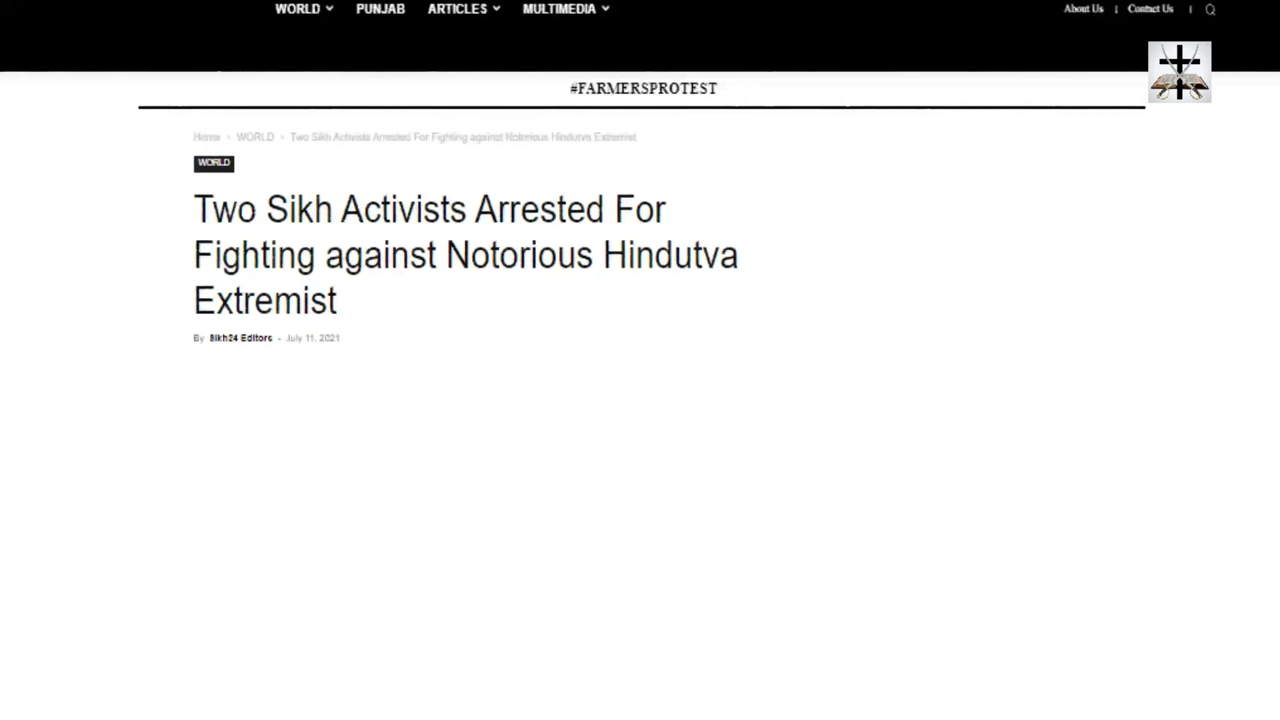 WORLD PUNJAB ARTICLES MULTIMEDIA About Us | Contact Us |
#FARMERSPROTEST
Home › WORLD › Two Sikh Activists Arrested For Fighting against Notorious Hindutva Extremist
WORLD
Two Sikh Activists Arrested For
Fighting against Notorious Hindutva
Extremist
By Sikh24 Editors - July 11, 2021